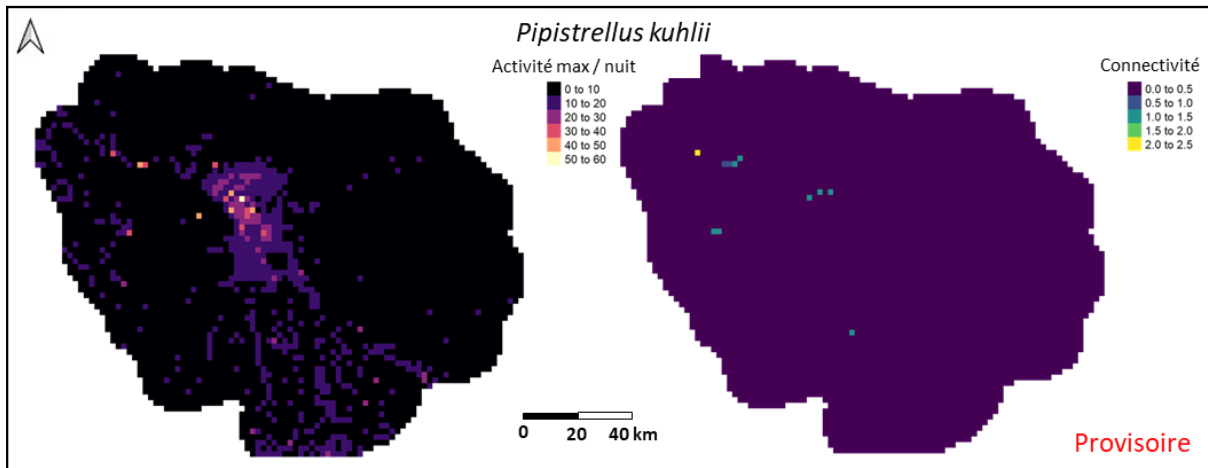 Pipistrellus kuhlii
Activité max / nuit
0 to 10
10 to 20
20 to 30
30 to 40
40 to 50
50 to 60
Connectivité
0.0 to 0.5
0.5 to 1.0
1.0 to 1.5
1.5 to 2.0
2.0 to 2.5
0 20 40 km
Provisoire